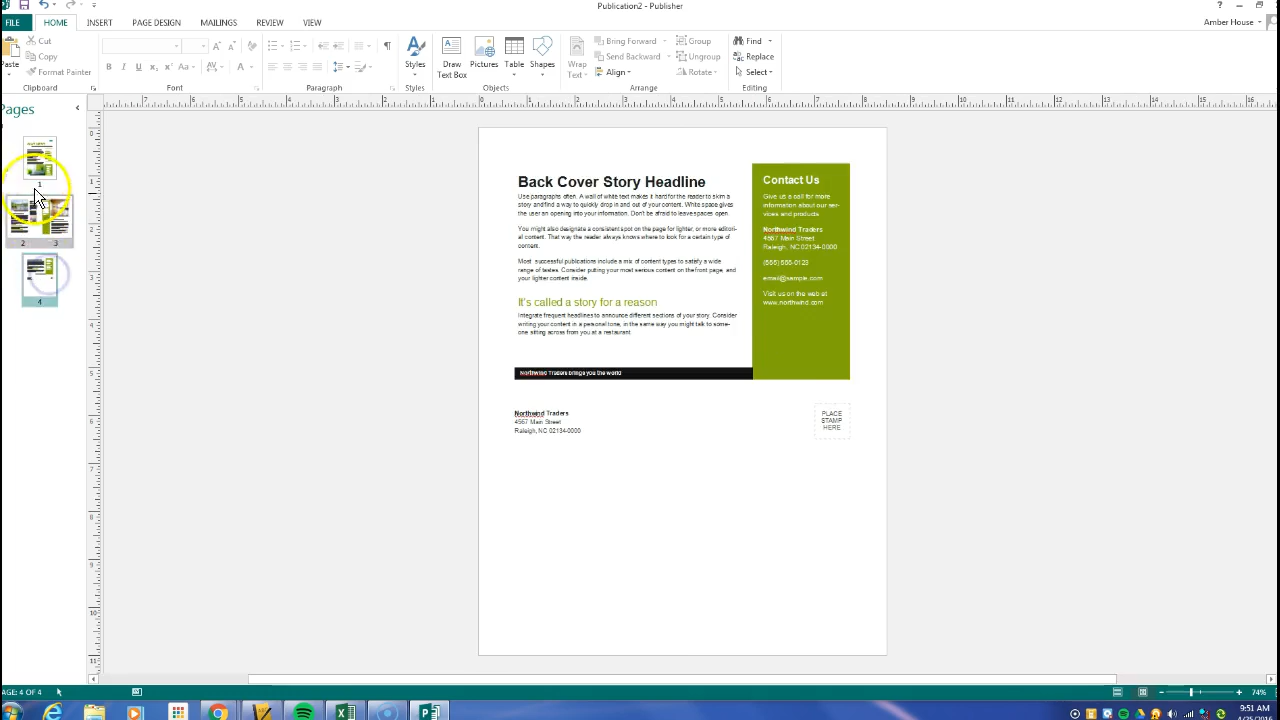 Publication2 - Publisher
FILE HOME INSERT PAGE DESIGN MAILINGS REVIEW VIEW Amber House
Paste Cut
Copy
Format Painter
Aa A
Draw
Text Box
Pictures
Table
Shapes
Styles
Wrap
Text
Bring Forward
Send Backward
Align
Group
Ungroup
Rotate
Find
Replace
Select
Clipboard Font Paragraph Styles Objects Arrange Editing
Pages
1
2 3
4
Back Cover Story Headline
Use paragraphs often. A wall of white text makes it hard for the reader to skim a
story and find a way to quickly drop in and out of your content. White space gives
the user an opening into your information. Don't be afraid to leave spaces open.
You might also designate a consistent spot on the page for lighter, or more editori-
al content. That way the reader always knows where to look for a certain type of
content.
Most successful publications include a mix of content types to satisfy a wide
range of tastes. Consider putting your most serious content on the front page, and
your lighter content inside.
It's called a story for a reason
Integrate frequent headlines to announce different sections of your story. Consider
writing your content in a personal tone, in the same way you might talk to some-
one sitting across from you at a restaurant
Northwind Traders brings you the world
Contact Us
Give us a call for more
information about our ser-
vices and products
Northwind Traders
4567 Main Street
Raleigh, NC 02134-0000
(555) 555-0123
email@sample.com
Visit us on the web at
www.northwind.com
Northwind Traders
4567 Main Street
Raleigh, NC 02134-0000
PLACE
STAMP
HERE
PAGE: 4 OF 4
74%
9:51 AM
4/25/2016